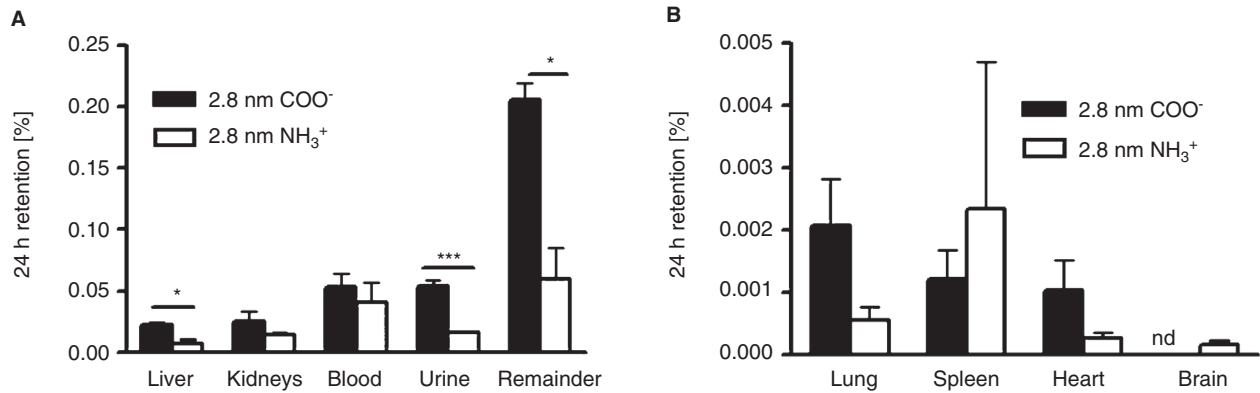 A
24 h retention [%]
0.25
0.20
0.15
0.10
0.05
0.00
2.8 nm COO⁻
2.8 nm NH₃⁺
*
***
*
Liver Kidneys Blood Urine Remainder
B
24 h retention [%]
0.005
0.004
0.003
0.002
0.001
0.000
2.8 nm COO⁻
2.8 nm NH₃⁺
nd
Lung Spleen Heart Brain